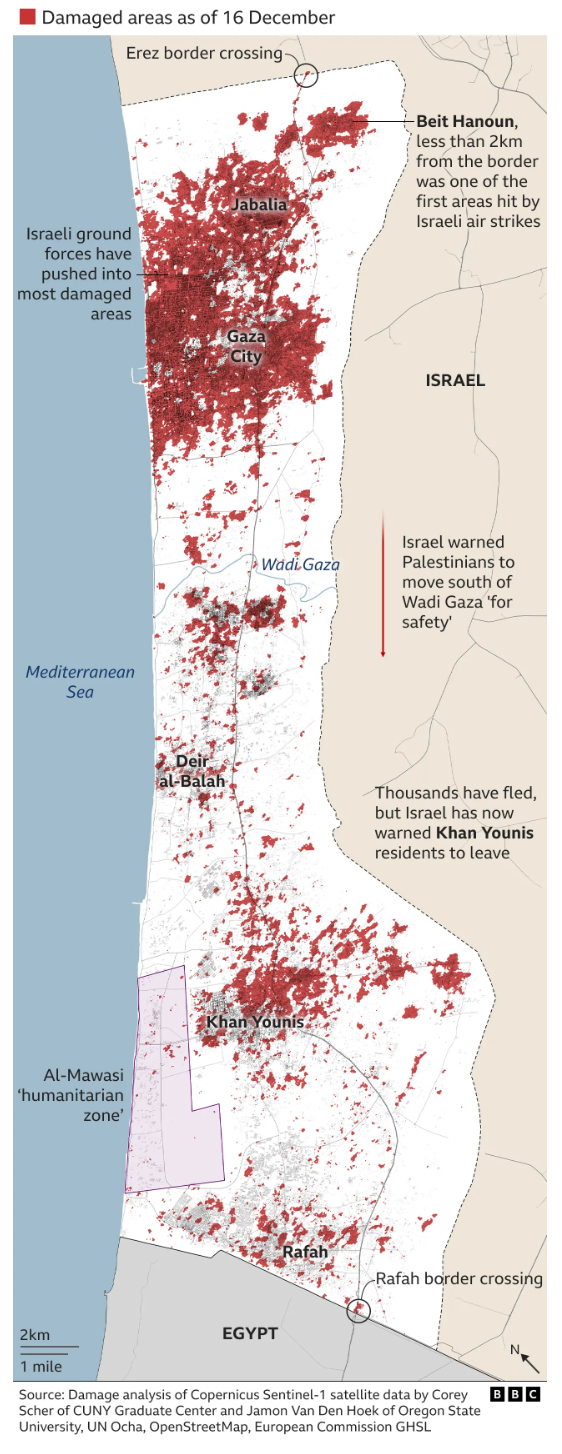 Damaged areas as of 16 December
Erez border crossing
Beit Hanoun,
less than 2km
from the border
was one of the
first areas hit by
Israeli air strikes
Jabalia
Israeli ground
forces have
pushed into
most damaged
areas
Gaza
City
ISRAEL
Israel warned
Palestinians to
move south of
Wadi Gaza 'for
safety'
Wadi Gaza
Mediterranean
Sea
Deir
al-Balah
Thousands have fled,
but Israel has now
warned Khan Younis
residents to leave
Khan Younis
Al-Mawasi
‘humanitarian
zone’
Rafah
Rafah border crossing
EGYPT
2km
1 mile
N
Source: Damage analysis of Copernicus Sentinel-1 satellite data by Corey
Scher of CUNY Graduate Center and Jamon Van Den Hoek of Oregon State
University, UN Ocha, OpenStreetMap, European Commission GHSL
BBC